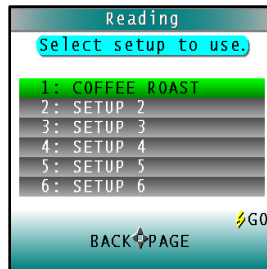 Reading
Select setup to use.
1: COFFEE ROAST
2: SETUP 2
3: SETUP 3
4: SETUP 4
5: SETUP 5
6: SETUP 6
GO
BACK PAGE